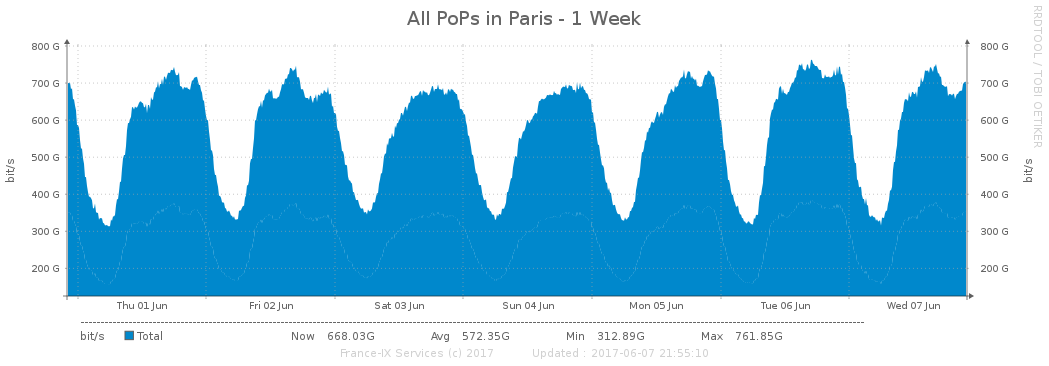 All PoPs in Paris - 1 Week
RRDTOOL / TOBI OETIKER
800 G 800 G
700 G 700 G
600 G 600 G
500 G 500 G
400 G 400 G
300 G 300 G
200 G 200 G
bit/s
bit/s
Thu 01 Jun Fri 02 Jun Sat 03 Jun Sun 04 Jun Mon 05 Jun Tue 06 Jun Wed 07 Jun
bit/s Total Now 668.03G Avg 572.35G Min 312.89G Max 761.85G
France-IX Services (c) 2017 Updated : 2017-06-07 21:55:10